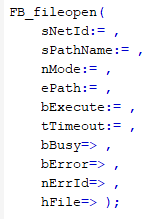 FB_fileopen(
sNetId:= ,
sPathName:= ,
nMode:= ,
ePath:= ,
bExecute:= ,
tTimeout:= ,
bBusy=> ,
bError=> ,
nErrId=> ,
hFile=> );